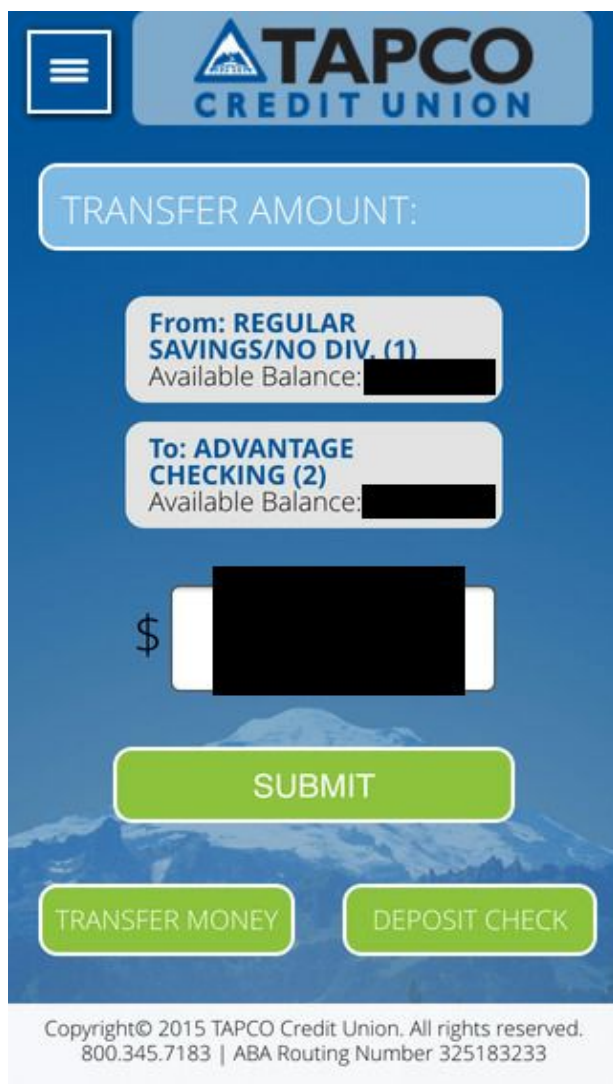 TAPCO
CREDIT UNION
TRANSFER AMOUNT:
From: REGULAR
SAVINGS/NO DIV. (1)
Available Balance:
To: ADVANTAGE
CHECKING (2)
Available Balance:
$
SUBMIT
TRANSFER MONEY
DEPOSIT CHECK
Copyright© 2015 TAPCO Credit Union. All rights reserved.
800.345.7183 | ABA Routing Number 325183233